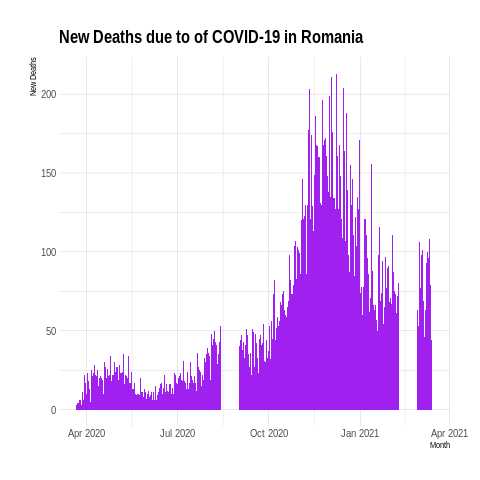 New Deaths due to of COVID-19 in Romania
New Deaths
200
150
100
50
0
Apr 2020
Jul 2020
Oct 2020
Jan 2021
Apr 2021
Month